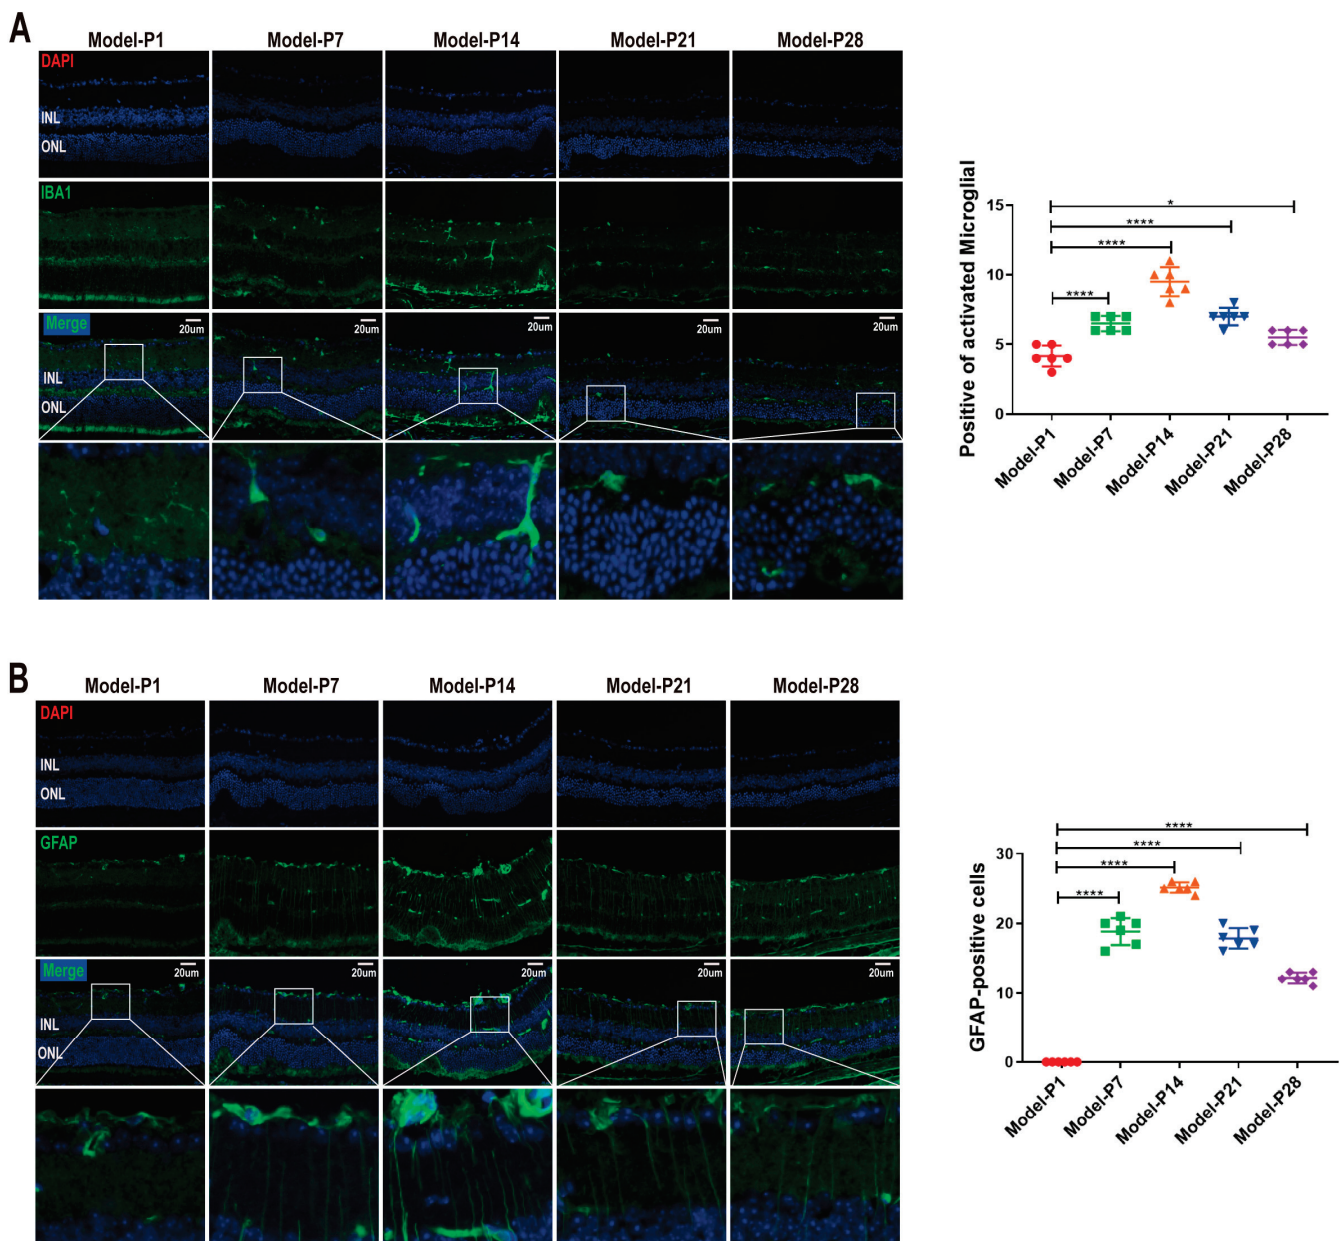 A
Model-P1 Model-P7 Model-P14 Model-P21 Model-P28
DAPI
INL
ONL
IBA1
Merge
20um 20um 20um 20um 20um
INL
ONL
Positive of activated Microglial
15
10
5
0
*
****
****
****
Model-P1 Model-P7 Model-P14 Model-P21 Model-P28
B
Model-P1 Model-P7 Model-P14 Model-P21 Model-P28
DAPI
INL
ONL
GFAP
Merge
20um 20um 20um 20um 20um
INL
ONL
GFAP-positive cells
30
20
10
0
****
****
****
****
Model-P1 Model-P7 Model-P14 Model-P21 Model-P28